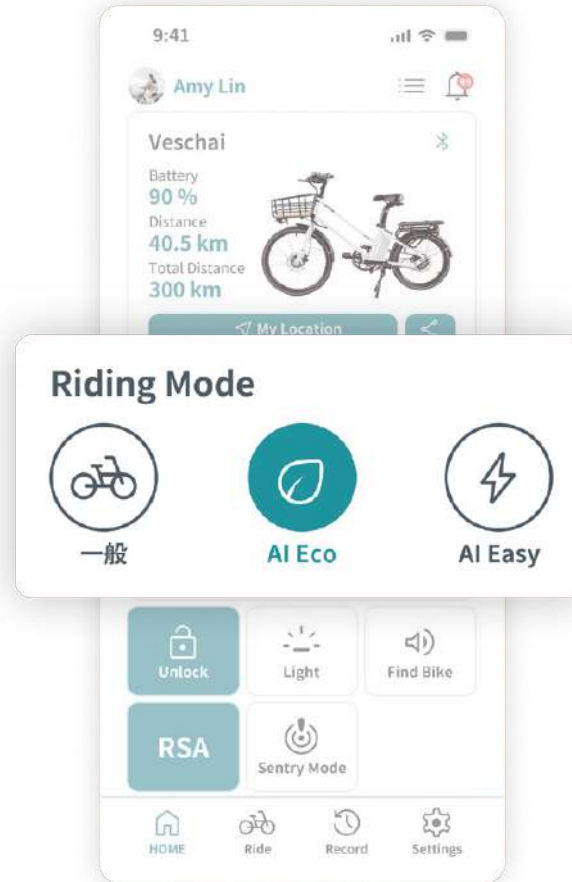 9:41
Amy Lin
99
Veschai
Battery
90 %
Distance
40.5 km
Total Distance
300 km
My Location
Riding Mode
一般
AI Eco
AI Easy
Unlock
Light
Find Bike
RSA
Sentry Mode
HOME
Ride
Record
Settings